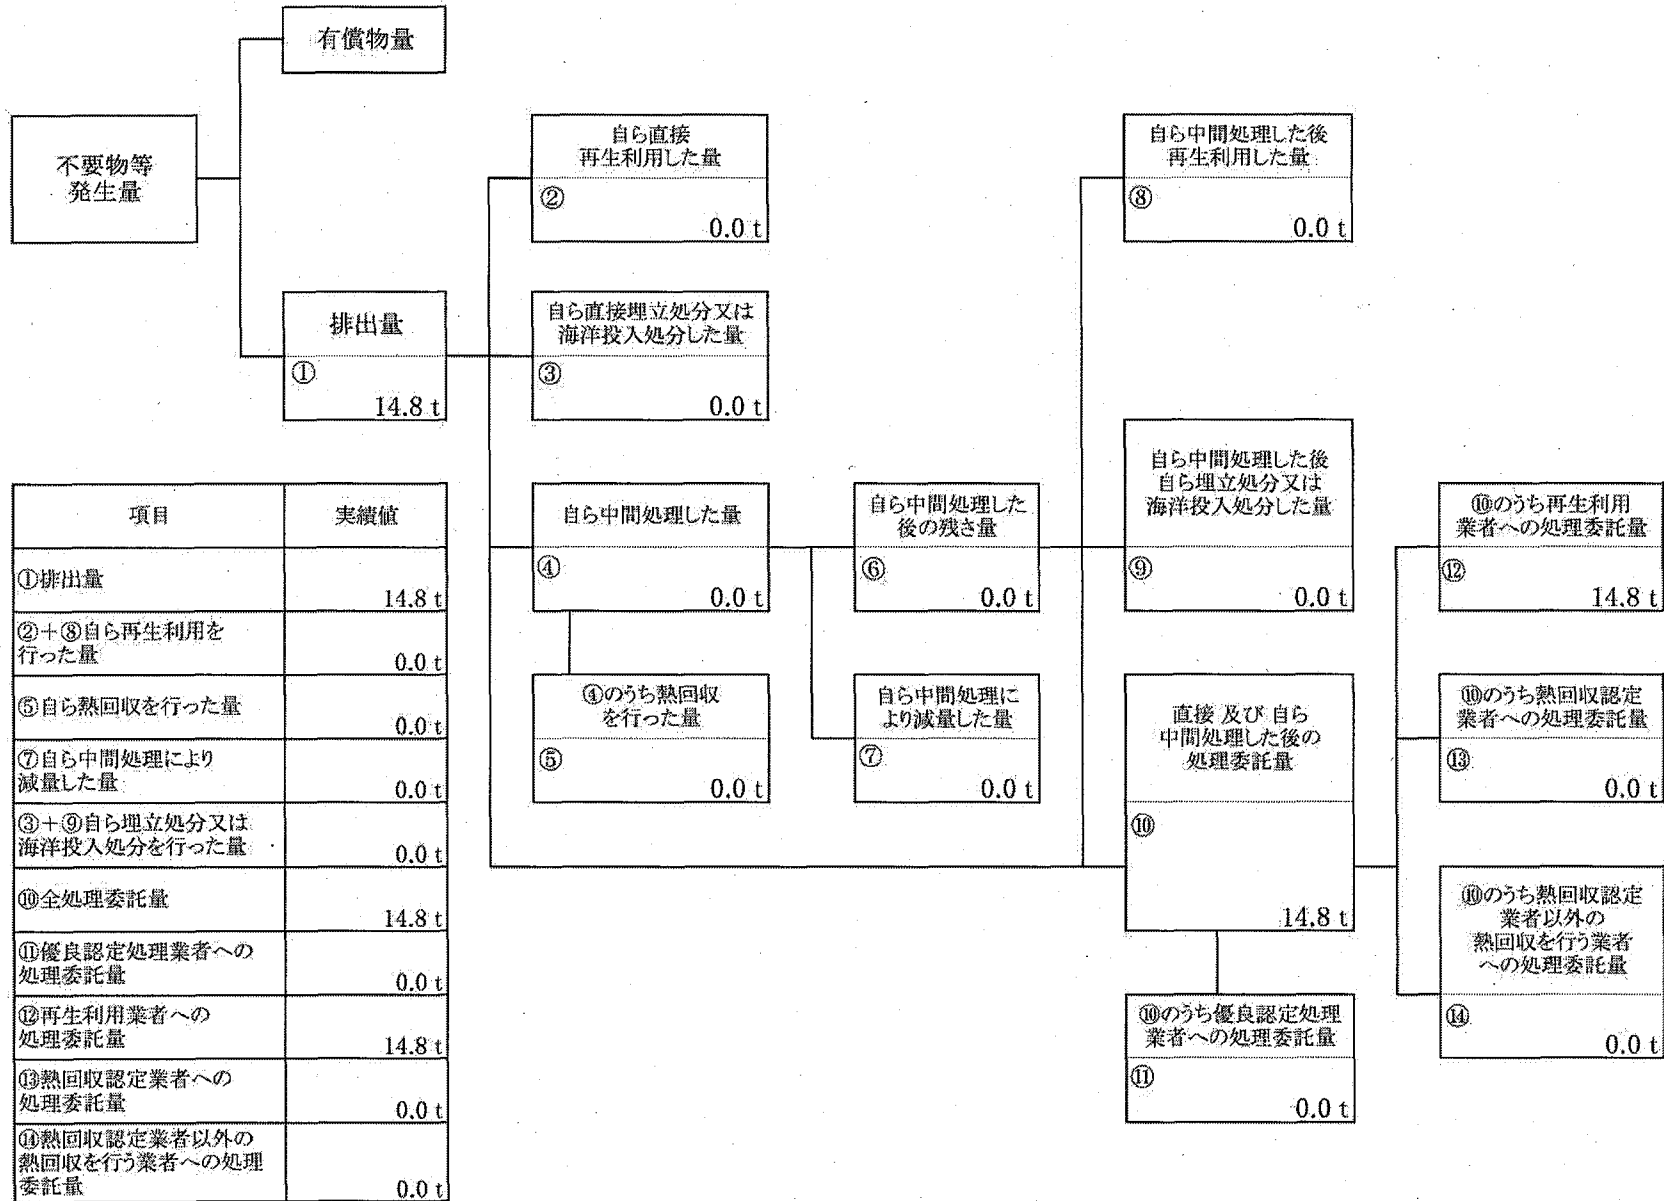 有償物量
不要物等
発生量
排出量
①
14.8 t
自ら直接
再生利用した量
②
0.0 t
自ら直接埋立処分又は
海洋投入処分した量
③
0.0 t
自ら中間処理した量
④
0.0 t
④のうち熱回収
を行った量
⑤
0.0 t
自ら中間処理した
後の残さ量
⑥
0.0 t
自ら中間処理に
より減量した量
⑦
0.0 t
自ら中間処理した後
再生利用した量
⑧
0.0 t
自ら中間処理した後
自ら埋立処分又は
海洋投入処分した量
⑨
0.0 t
直接 及び 自ら
中間処理した後の
処理委託量
⑩
14.8 t
⑩のうち優良認定処理
業者への処理委託量
⑪
0.0 t
⑩のうち再生利用
業者への処理委託量
⑫
14.8 t
⑩のうち熱回収認定
業者への処理委託量
⑬
0.0 t
⑩のうち熱回収認定
業者以外の
熱回収を行う業者
への処理委託量
⑭
0.0 t
項目 実績値
①排出量
14.8 t
②+⑧自ら再生利用を
行った量
0.0 t
⑤自ら熱回収を行った量
0.0 t
⑦自ら中間処理により
減量した量
0.0 t
③+⑨自ら埋立処分又は
海洋投入処分を行った量
0.0 t
⑩全処理委託量
14.8 t
⑪優良認定処理業者への
処理委託量
0.0 t
⑫再生利用業者への
処理委託量
14.8 t
⑬熱回収認定業者への
処理委託量
0.0 t
⑭熱回収認定業者以外の
熱回収を行う業者への処理
委託量
0.0 t